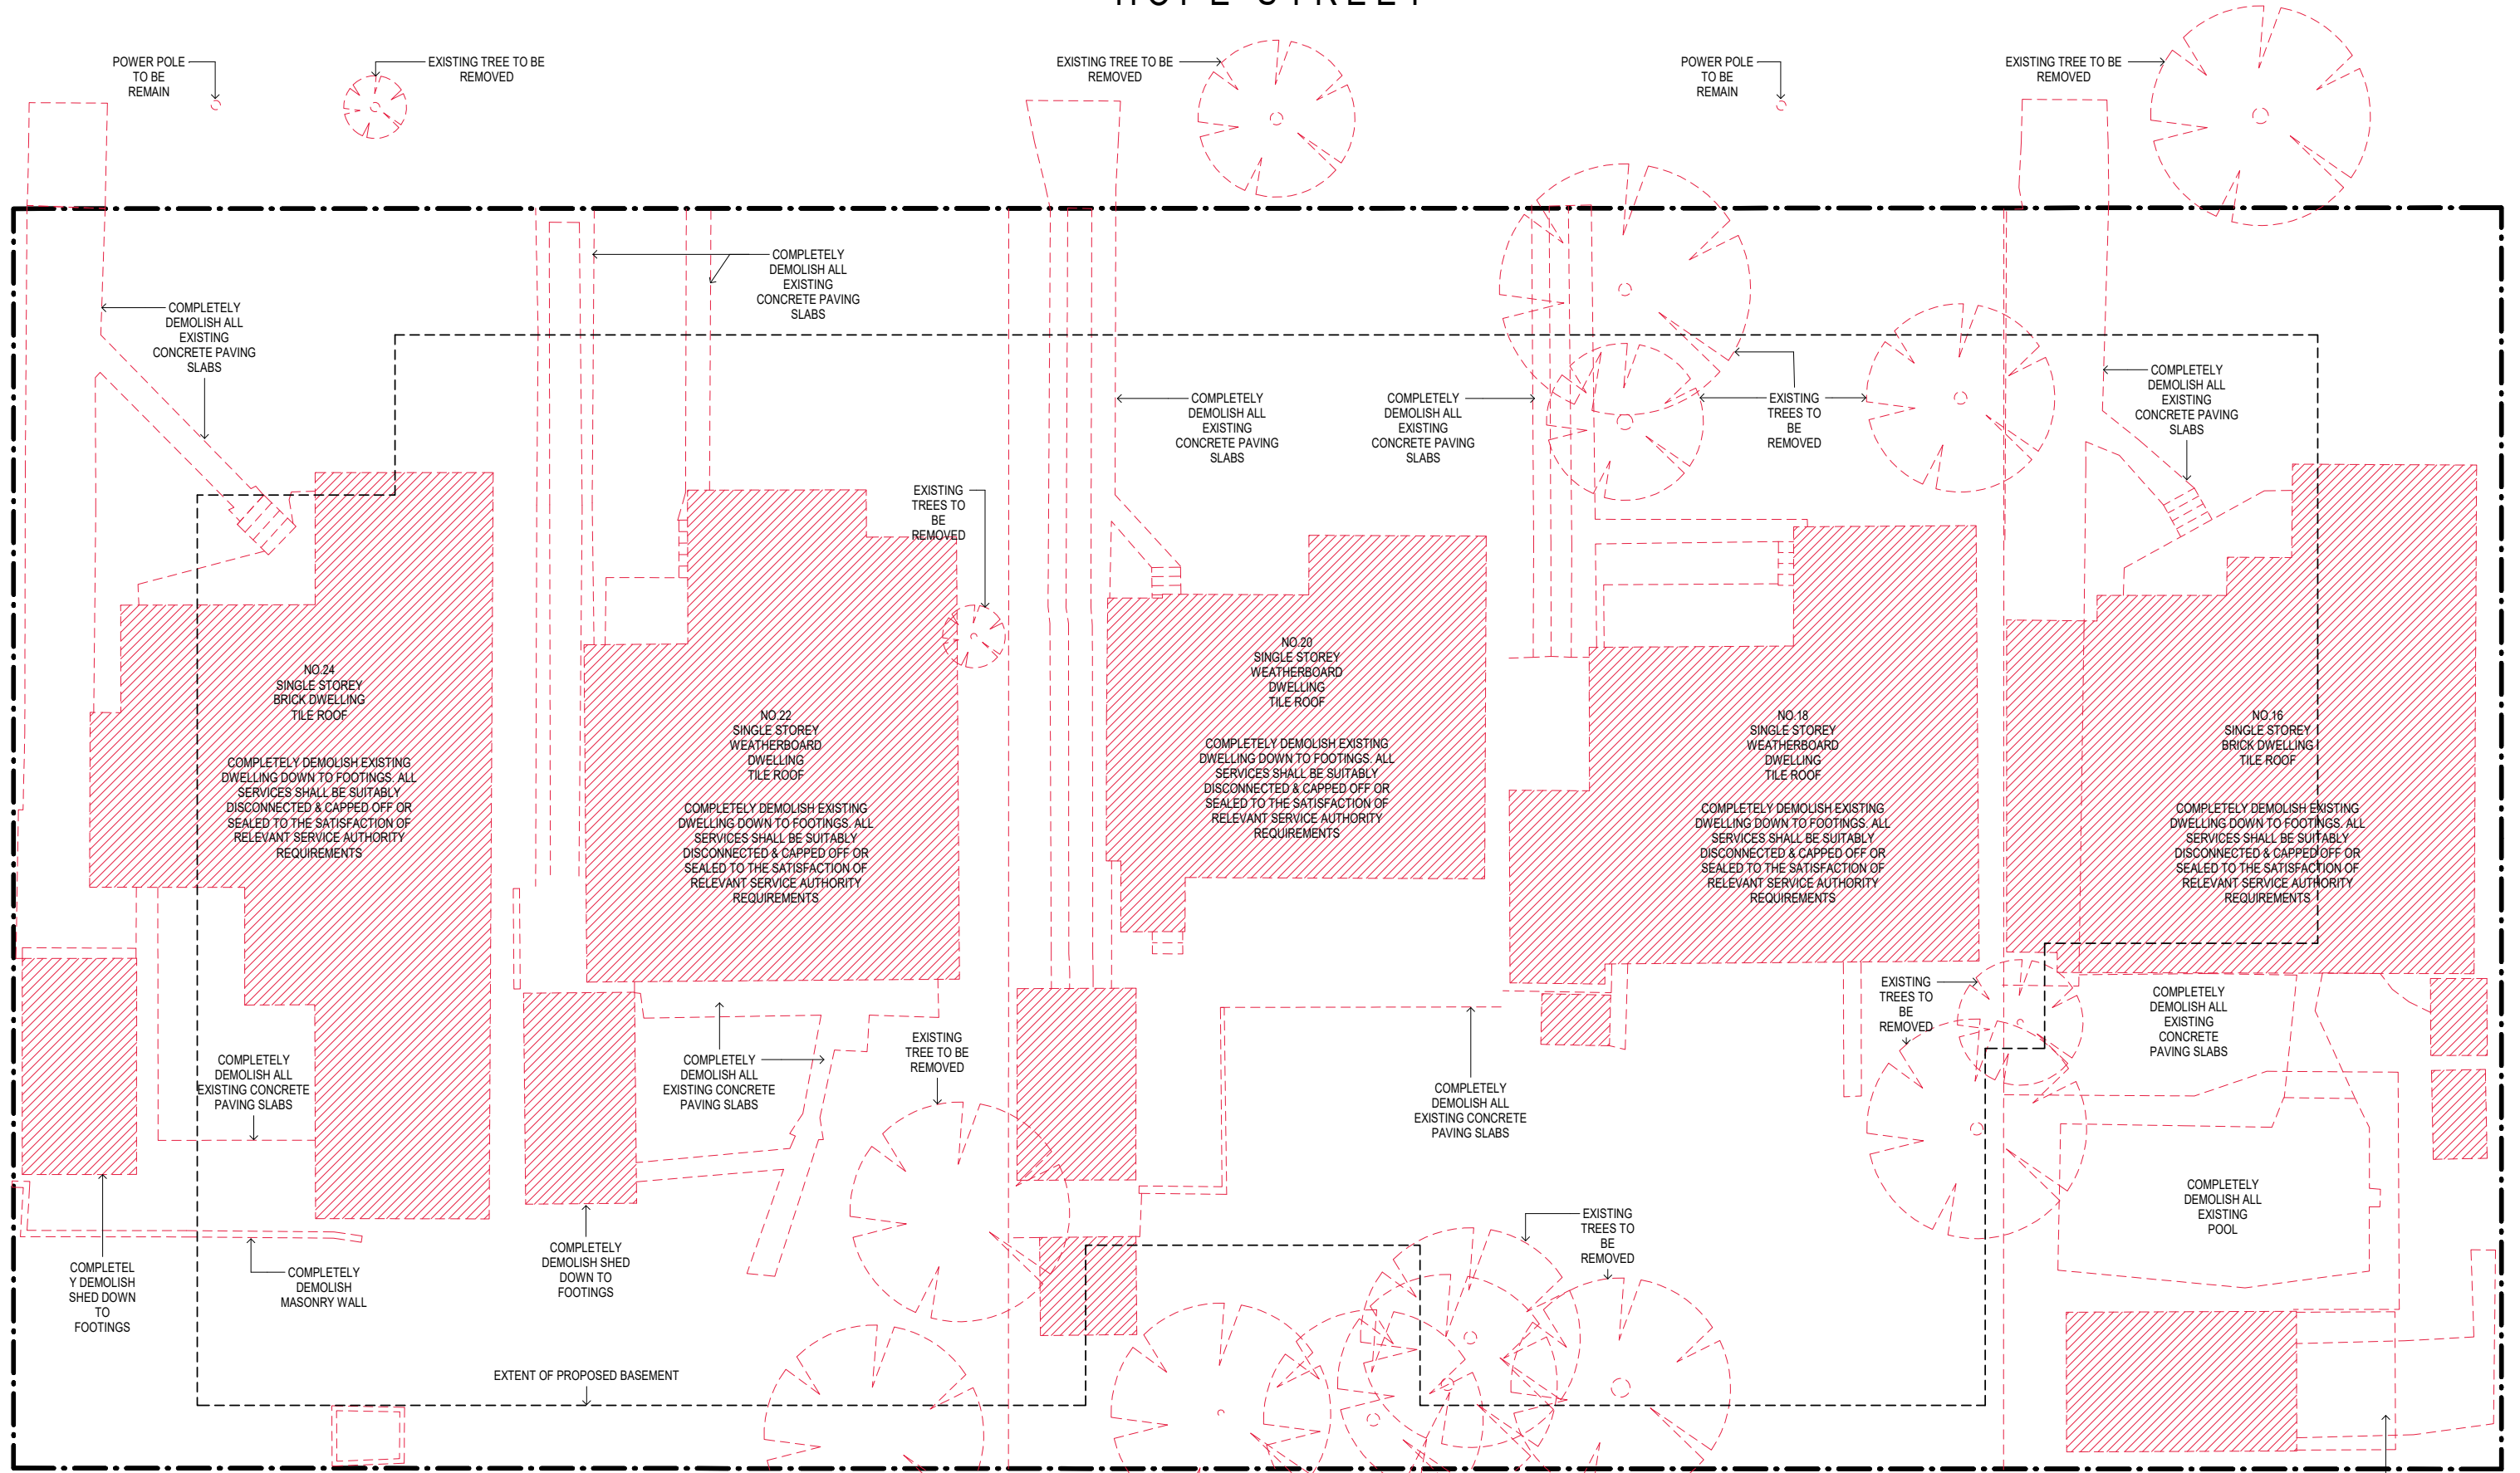 HOPE STREET
POWER POLE
TO BE
REMAIN
EXISTING TREE TO BE
REMOVED
EXISTING TREE TO BE
REMOVED
POWER POLE
TO BE
REMAIN
EXISTING TREE TO BE
REMOVED
COMPLETELY
DEMOLISH ALL
EXISTING
CONCRETE PAVING
SLABS
COMPLETELY
DEMOLISH ALL
EXISTING
CONCRETE PAVING
SLABS
COMPLETELY
DEMOLISH ALL
EXISTING
CONCRETE PAVING
SLABS
COMPLETELY
DEMOLISH ALL
EXISTING
CONCRETE PAVING
SLABS
EXISTING
TREES TO
BE
REMOVED
COMPLETELY
DEMOLISH ALL
EXISTING
CONCRETE PAVING
SLABS
EXISTING
TREES TO
BE
REMOVED
NO.24
SINGLE STOREY
BRICK DWELLING
TILE ROOF
COMPLETELY DEMOLISH EXISTING
DWELLING DOWN TO FOOTINGS. ALL
SERVICES SHALL BE SUITABLY
DISCONNECTED & CAPPED OFF OR
SEALED TO THE SATISFACTION OF
RELEVANT SERVICE AUTHORITY
REQUIREMENTS
NO.22
SINGLE STOREY
WEATHERBOARD
DWELLING
TILE ROOF
COMPLETELY DEMOLISH EXISTING
DWELLING DOWN TO FOOTINGS. ALL
SERVICES SHALL BE SUITABLY
DISCONNECTED & CAPPED OFF OR
SEALED TO THE SATISFACTION OF
RELEVANT SERVICE AUTHORITY
REQUIREMENTS
NO.20
SINGLE STOREY
WEATHERBOARD
DWELLING
TILE ROOF
COMPLETELY DEMOLISH EXISTING
DWELLING DOWN TO FOOTINGS. ALL
SERVICES SHALL BE SUITABLY
DISCONNECTED & CAPPED OFF OR
SEALED TO THE SATISFACTION OF
RELEVANT SERVICE AUTHORITY
REQUIREMENTS
NO.18
SINGLE STOREY
WEATHERBOARD
DWELLING
TILE ROOF
COMPLETELY DEMOLISH EXISTING
DWELLING DOWN TO FOOTINGS. ALL
SERVICES SHALL BE SUITABLY
DISCONNECTED & CAPPED OFF OR
SEALED TO THE SATISFACTION OF
RELEVANT SERVICE AUTHORITY
REQUIREMENTS
NO.16
SINGLE STOREY
BRICK DWELLING
TILE ROOF
COMPLETELY DEMOLISH EXISTING
DWELLING DOWN TO FOOTINGS. ALL
SERVICES SHALL BE SUITABLY
DISCONNECTED & CAPPED OFF OR
SEALED TO THE SATISFACTION OF
RELEVANT SERVICE AUTHORITY
REQUIREMENTS
COMPLETELY
DEMOLISH ALL
EXISTING CONCRETE
PAVING SLABS
COMPLETELY
DEMOLISH ALL
EXISTING CONCRETE
PAVING SLABS
EXISTING
TREE TO BE
REMOVED
COMPLETELY
DEMOLISH ALL
EXISTING CONCRETE
PAVING SLABS
EXISTING
TREES TO
BE
REMOVED
COMPLETELY
DEMOLISH ALL
EXISTING
CONCRETE
PAVING SLABS
COMPLETEL
Y DEMOLISH
SHED DOWN
TO
FOOTINGS
COMPLETELY
DEMOLISH
MASONRY WALL
COMPLETELY
DEMOLISH SHED
DOWN TO
FOOTINGS
EXISTING
TREES TO
BE
REMOVED
COMPLETELY
DEMOLISH ALL
EXISTING
POOL
EXTENT OF PROPOSED BASEMENT